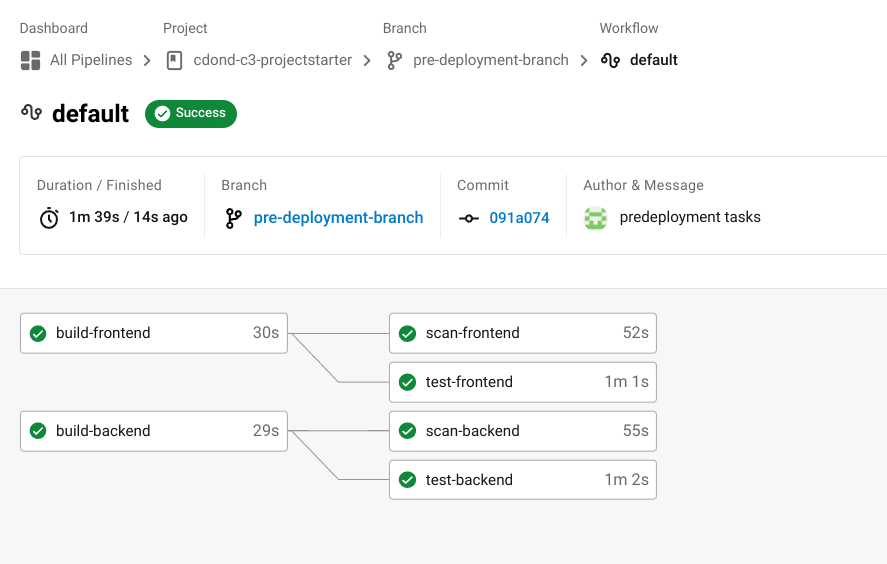 Dashboard Project Branch Workflow
All Pipelines cdond-c3-projectstarter pre-deployment-branch default
default Success
Duration / Finished Branch Commit Author & Message
1m 39s / 14s ago pre-deployment-branch 091a074 predeployment tasks
build-frontend 30s scan-frontend 52s
test-frontend 1m 1s
build-backend 29s scan-backend 55s
test-backend 1m 2s